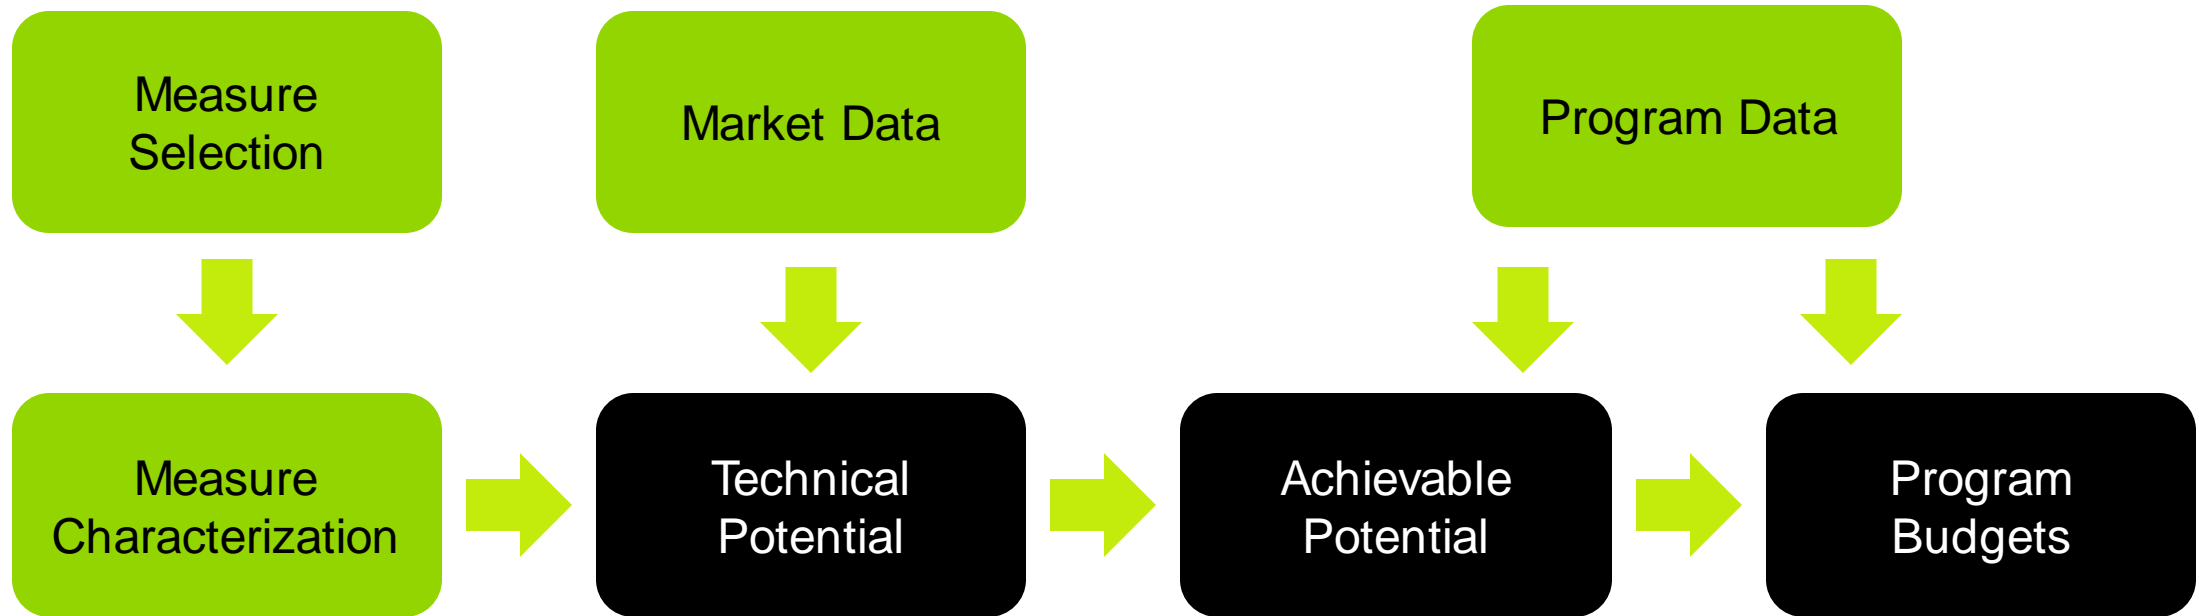 Measure
Selection
Market Data
Program Data
Measure
Characterization
Technical
Potential
Achievable
Potential
Program
Budgets